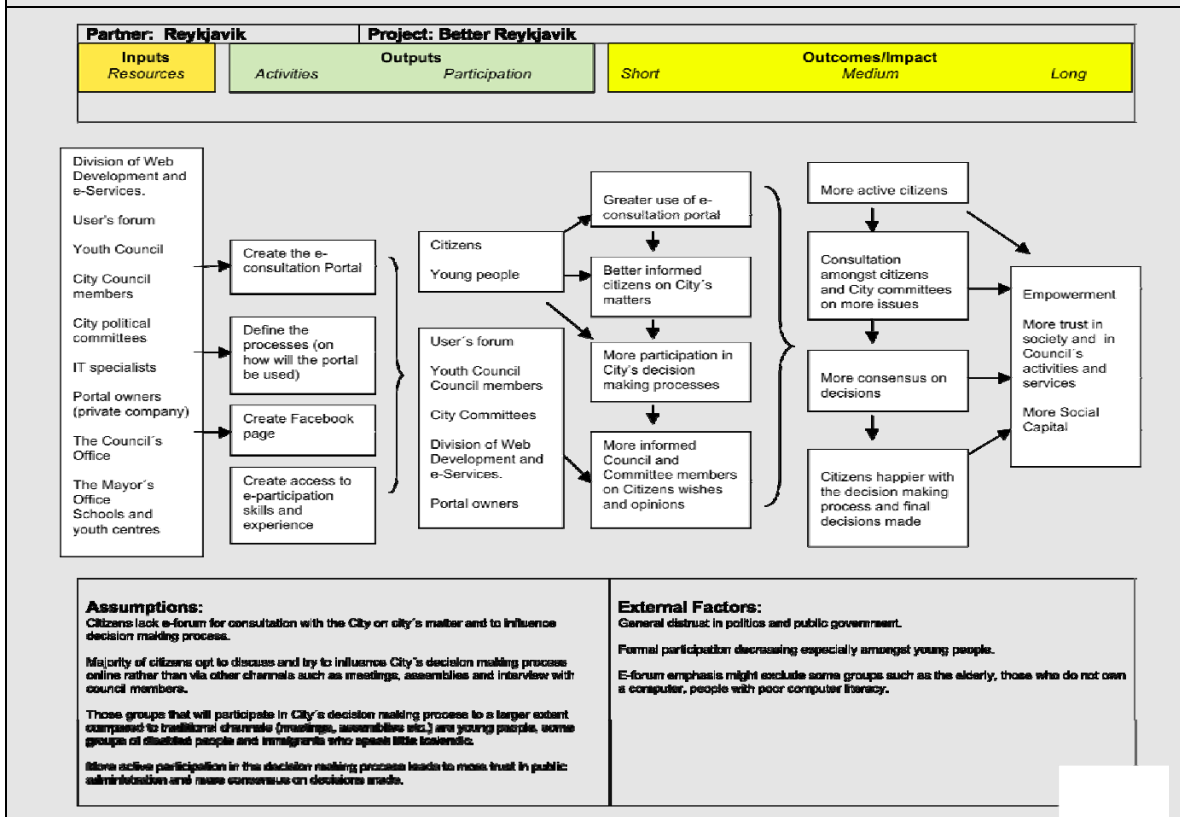 Partner: Reykjavik
Project: Better Reykjavik
Inputs
Resources
Outputs
Activities
Participation
Outcomes/Impact
Short
Medium
Long
Division of Web
Development and
e-Services.
User's forum
Youth Council
City Council
members
City political
committees
IT specialists
Portal owners
(private company)
The Council´s
Office
The Mayor´s
Office
Schools and
youth centres
Create the e-
consultation Portal
Define the
processes (on
how will the portal
be used)
Create Facebook
page
Create access to
e-participation
skills and
experience
Citizens
Young people
User´s forum
Youth Council
Council members
City Committees
Division of Web
Development and
e-Services.
Portal owners
Greater use of e-
consultation portal
Better informed
citizens on City´s
matters
More participation in
City's decision
making processes
More informed
Council and
Committee members
on Citizens wishes
and opinions
More active citizens
Consultation
amongst citizens
and City committees
on more issues
More consensus on
decisions
Citizens happier with
the decision making
process and final
decisions made
Empowerment
More trust in
society and in
Council´s
activities and
services
More Social
Capital
Assumptions:
Citizens lack e-forum for consultation with the City on city´s matter and to influence
decision making process.
Majority of citizens opt to discuss and try to influence City´s decision making process
online rather than via other channels such as meetings, assemblies and interview with
council members.
Those groups that will participate in City´s decision making process to a larger extent
compared to traditional channels (meetings, assemblies etc.) are young people, some
groups of disabled people and immigrants who speak little Icelandic.
More active participation in the decision making process leads to more trust in public
administration and more consensus on decisions made.
External Factors:
General distrust in politics and public government.
Formal participation decreasing especially amongst young people.
E-forum emphasis might exclude some groups such as the elderly, those who do not own
a computer, people with poor computer literacy.